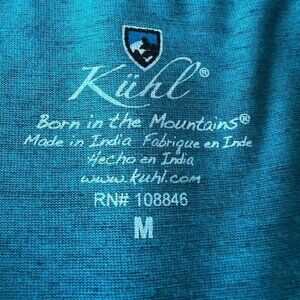 Kühl®
Born in the Mountains®
Made in India Fabriqué en Inde
Hecho en India
www.kuhl.com
RN# 108846
M